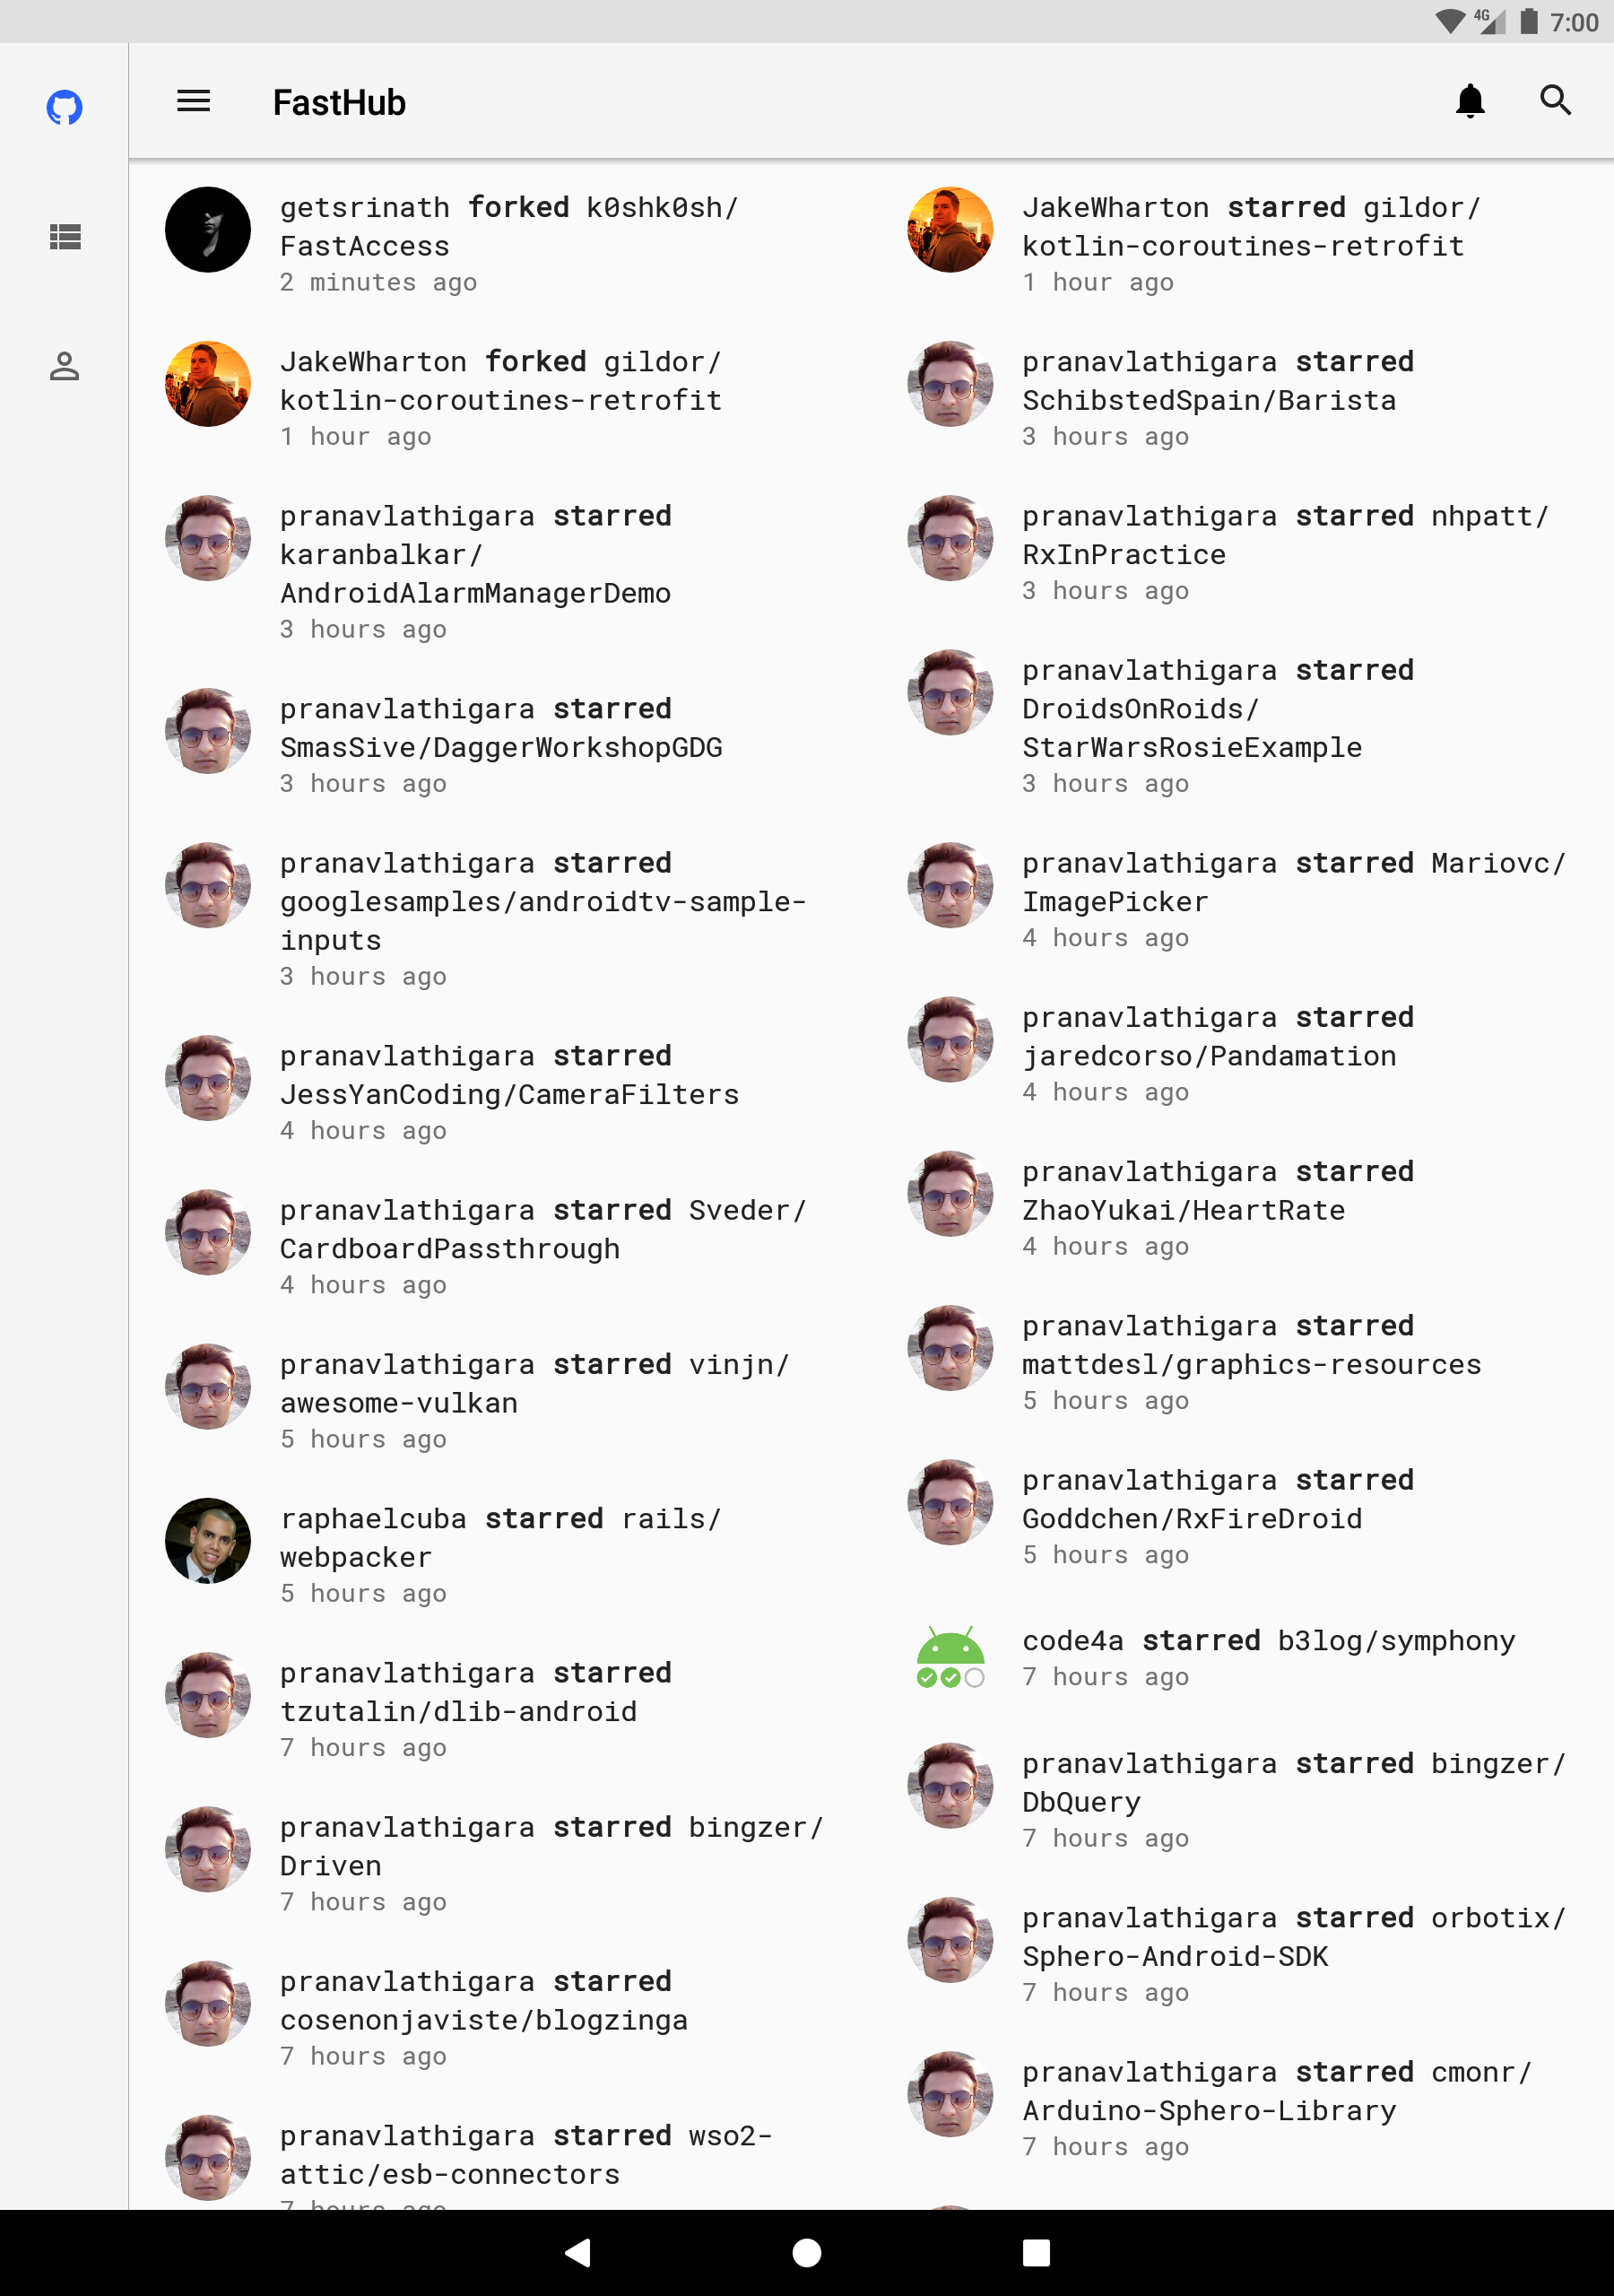 4G 7:00
FastHub
getsrinath forked k0shk0sh/
FastAccess
2 minutes ago
JakeWharton forked gildor/
kotlin-coroutines-retrofit
1 hour ago
pranavlathigara starred
karanbalkar/
AndroidAlarmManagerDemo
3 hours ago
pranavlathigara starred
SmasSive/DaggerWorkshopGDG
3 hours ago
pranavlathigara starred
googlesamples/androidtv-sample-
inputs
3 hours ago
pranavlathigara starred
JessYanCoding/CameraFilters
4 hours ago
pranavlathigara starred Sveder/
CardboardPassthrough
4 hours ago
pranavlathigara starred vinjn/
awesome-vulkan
5 hours ago
raphaelcuba starred rails/
webpacker
5 hours ago
pranavlathigara starred
tzutalin/dlib-android
7 hours ago
pranavlathigara starred bingzer/
Driven
7 hours ago
pranavlathigara starred
cosenonjaviste/blogzinga
7 hours ago
pranavlathigara starred wso2-
attic/esb-connectors
7 hours ago
JakeWharton starred gildor/
kotlin-coroutines-retrofit
1 hour ago
pranavlathigara starred
SchibstedSpain/Barista
3 hours ago
pranavlathigara starred nhpatt/
RxInPractice
3 hours ago
pranavlathigara starred
DroidsOnRoids/
StarWarsRosieExample
3 hours ago
pranavlathigara starred Mariovc/
ImagePicker
4 hours ago
pranavlathigara starred
jaredcorso/Pandamation
4 hours ago
pranavlathigara starred
ZhaoYukai/HeartRate
4 hours ago
pranavlathigara starred
mattdesl/graphics-resources
5 hours ago
pranavlathigara starred
Goddchen/RxFireDroid
5 hours ago
code4a starred b3log/symphony
7 hours ago
pranavlathigara starred bingzer/
DbQuery
7 hours ago
pranavlathigara starred orbotix/
Sphero-Android-SDK
7 hours ago
pranavlathigara starred cmonr/
Arduino-Sphero-Library
7 hours ago